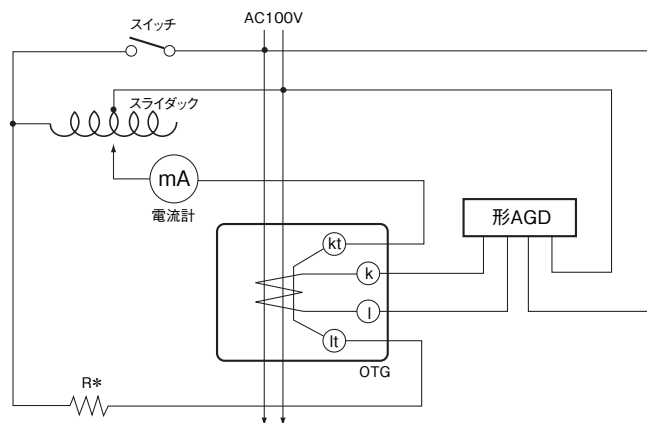 スイッチ
AC100V
スライダック
mA
電流計
形AGD
kt
k
l
lt
OTG
R*